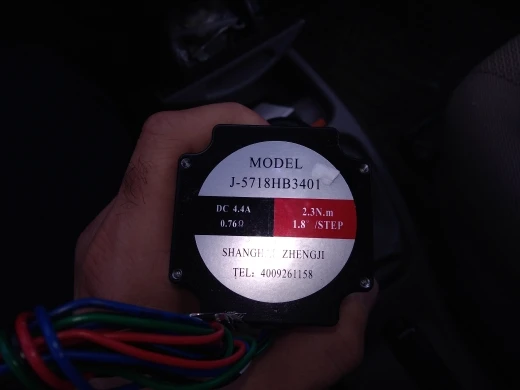 MODEL
J-5718HB3401
DC 4.4A
0.76Ω
2.3N.m
1.8° /STEP
ZHENGJI
TEL: 4009261158